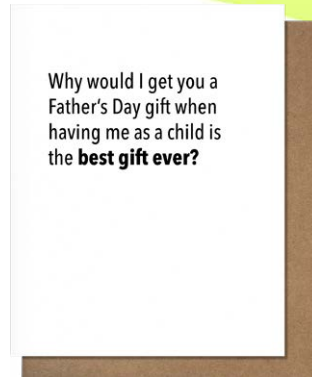 Why would I get you a
Father's Day gift when
having me as a child is
the best gift ever?